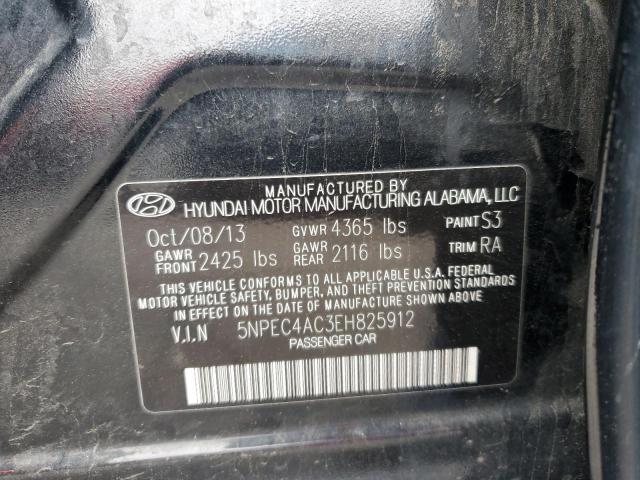 MANUFACTURED BY
HYUNDAI MOTOR MANUFACTURING ALABAMA, LLC
Oct/08/13 GVWR 4365 lbs PAINT S3
GAWR FRONT 2425 lbs GAWR REAR 2116 lbs TRIM RA
THIS VEHICLE CONFORMS TO ALL APPLICABLE U.S.A. FEDERAL
MOTOR VEHICLE SAFETY, BUMPER, AND THEFT PREVENTION STANDARDS
IN EFFECT ON THE DATE OF MANUFACTURE SHOWN ABOVE.
V.I.N 5NPEC4AC3EH825912
PASSENGER CAR